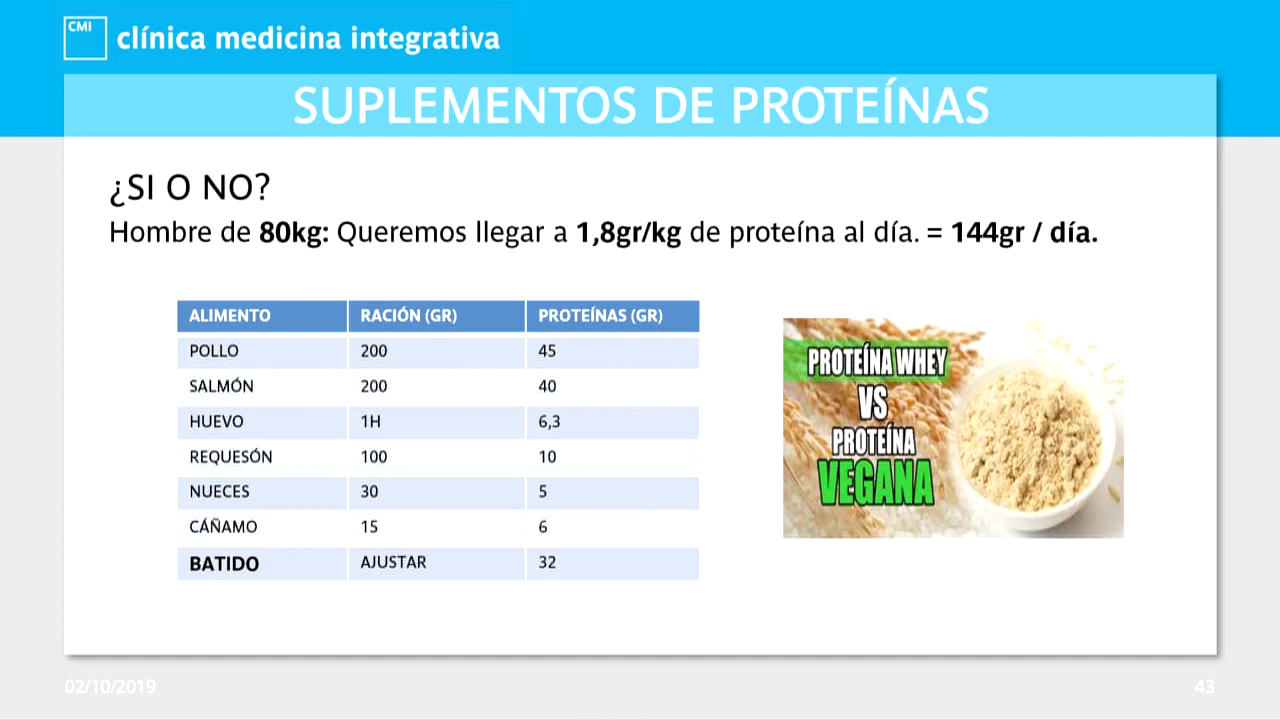 CMI
clínica medicina integrativa
SUPLEMENTOS DE PROTEÍNAS
¿SI O NO?
Hombre de 80kg: Queremos llegar a 1,8gr/kg de proteína al día. = 144gr / día.
ALIMENTO RACIÓN (GR) PROTEÍNAS (GR)
POLLO 200 45
SALMÓN 200 40
HUEVO 1H 6,3
REQUESÓN 100 10
NUECES 30 5
CÁÑAMO 15 6
BATIDO AJUSTAR 32
PROTEÍNA WHEY
VS
PROTEÍNA
VEGANA
02/10/2019
43